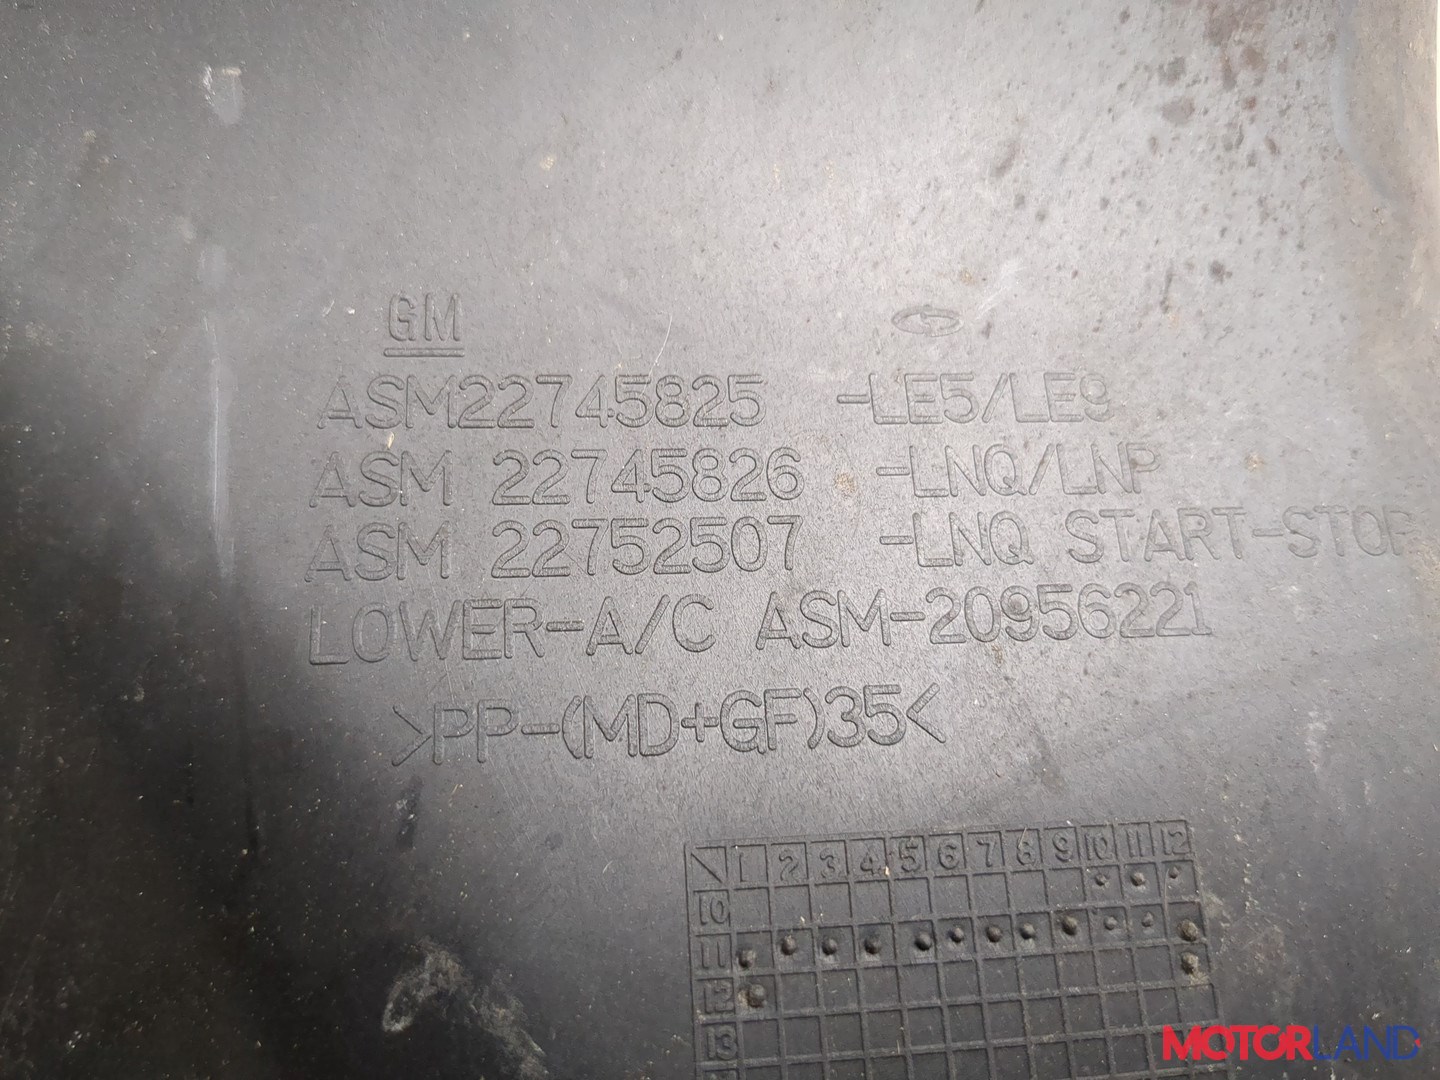 GM
ASM22745825 -LE5/LE9
ASM 22745826 -LNQ/LNP
ASM 22752507 -LNQ START-STOP
LOWER-A/C ASM-20956221
>PP-(MD+GF)35<
1 2 3 4 5 6 7 8 9 10 11 12
10
11
12
13
MOTORLAND